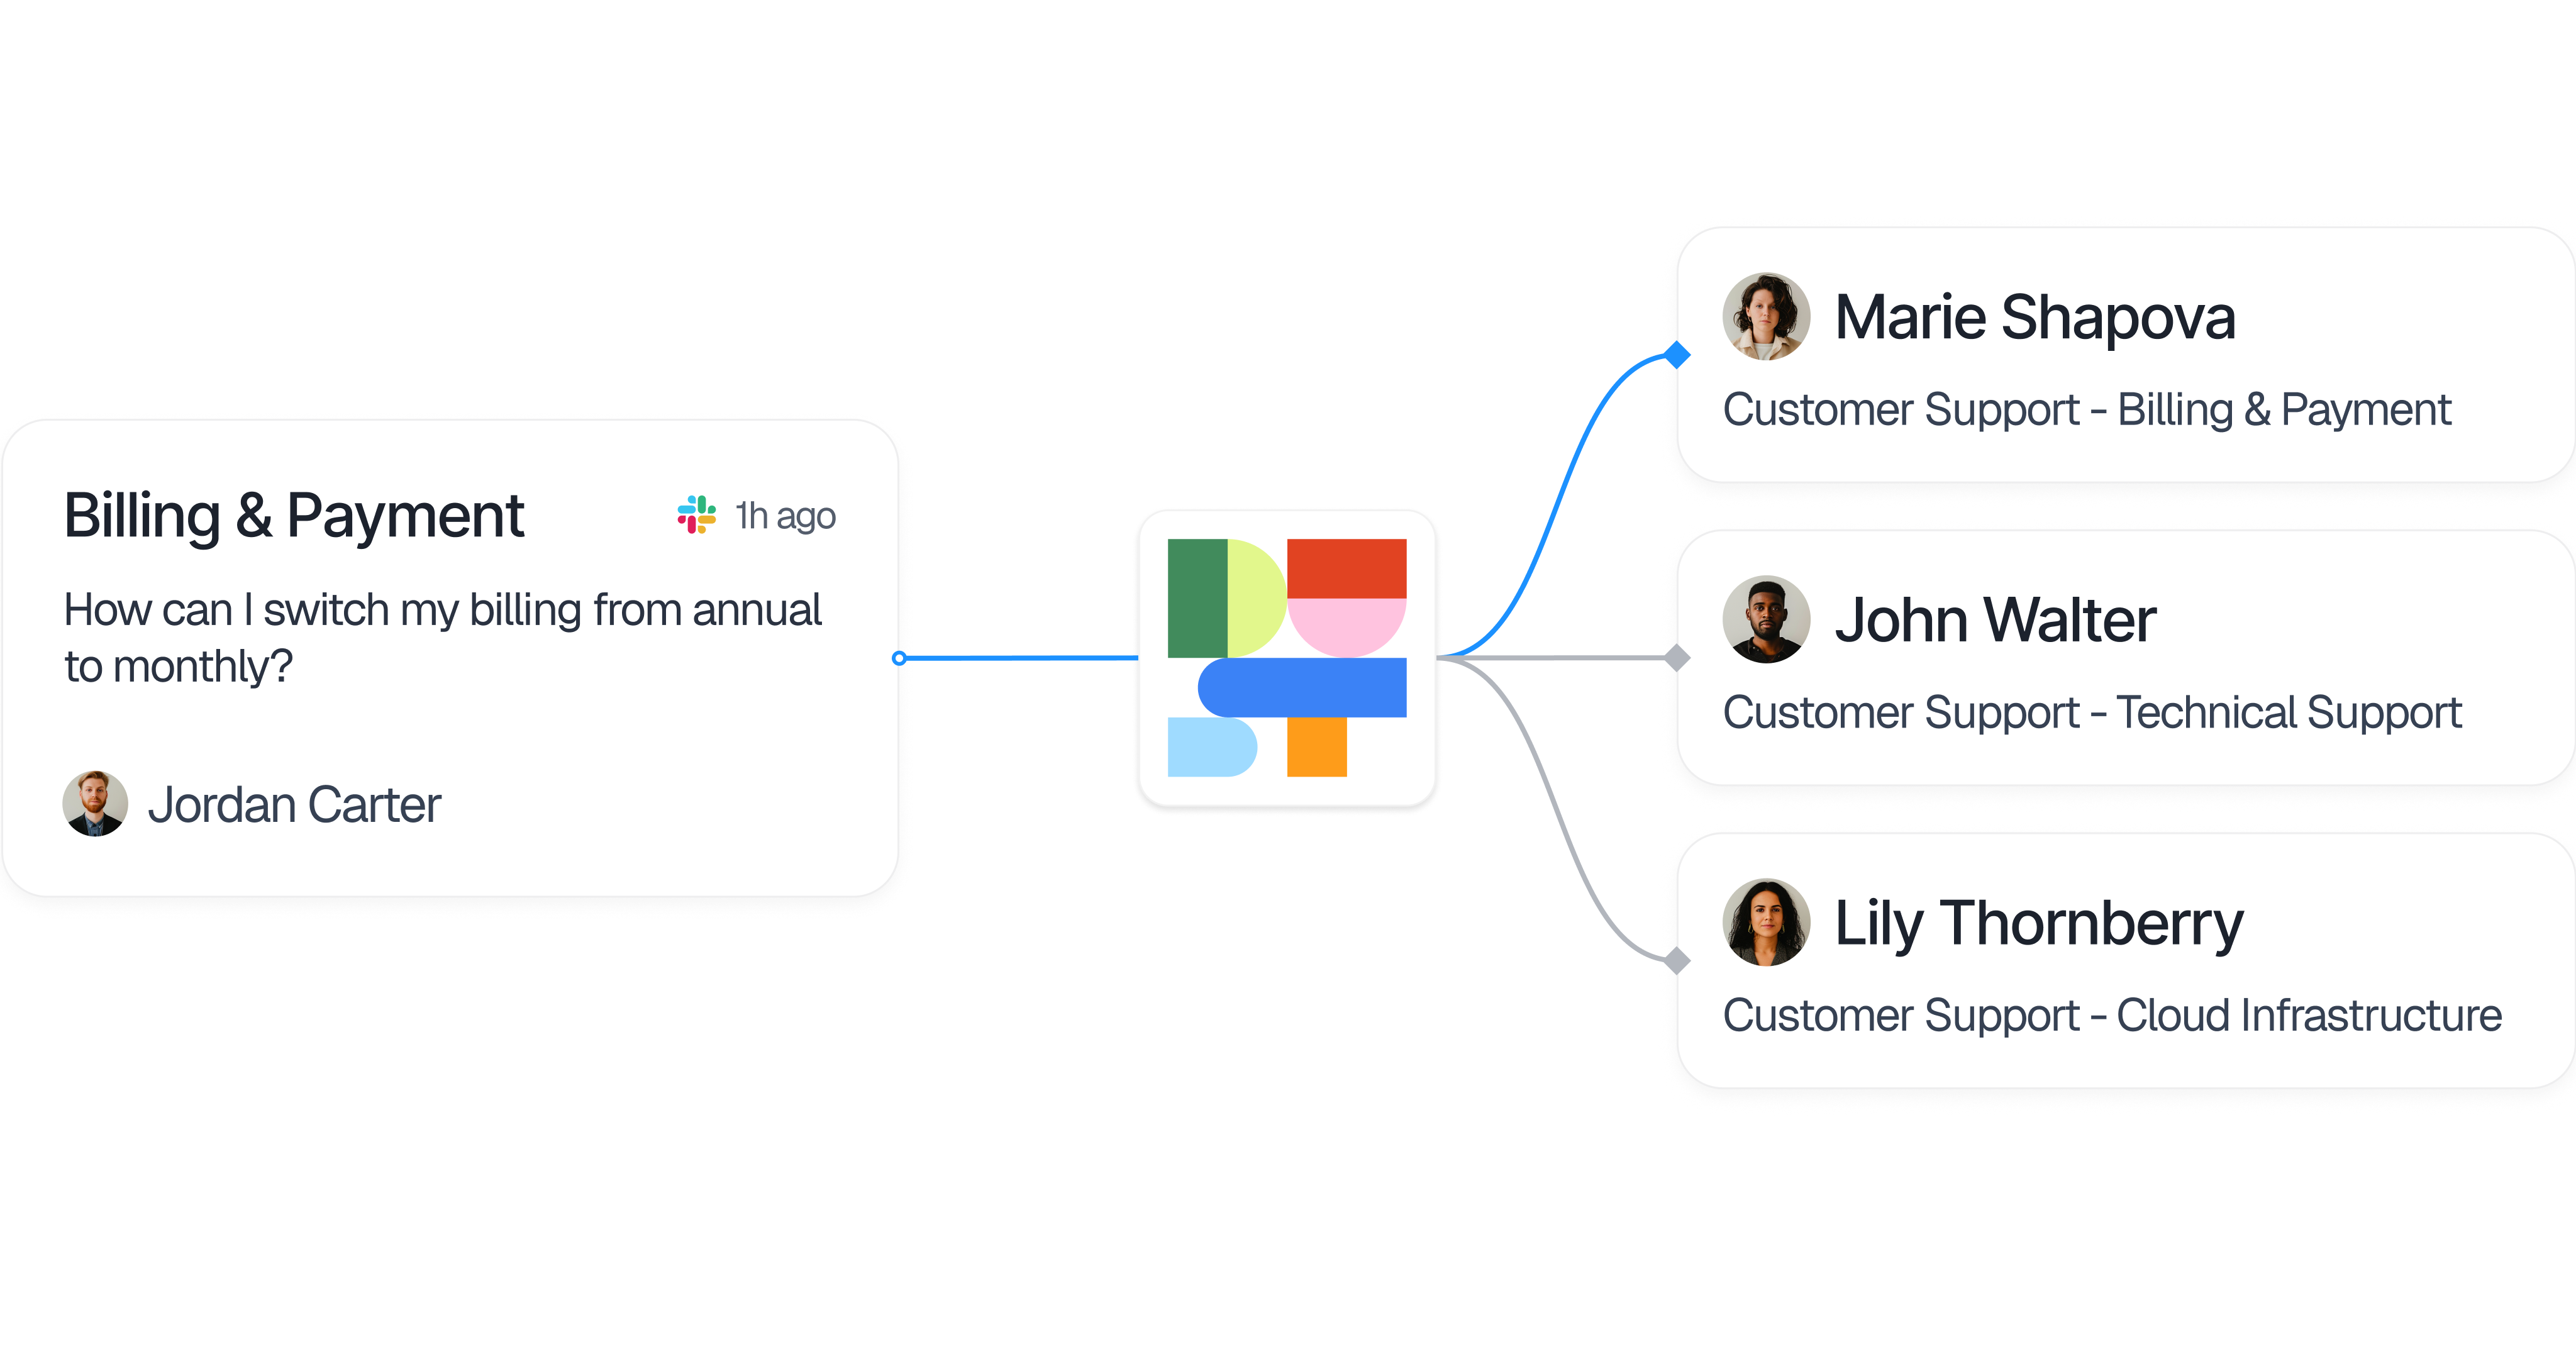 Billing & Payment
1h ago
How can I switch my billing from annual
to monthly?
Jordan Carter
Marie Shapova
Customer Support - Billing & Payment
John Walter
Customer Support - Technical Support
Lily Thornberry
Customer Support - Cloud Infrastructure